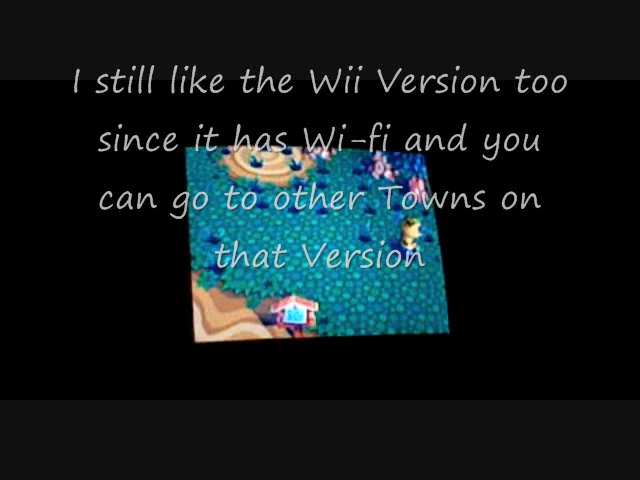 I still like the Wii Version too
since it has Wi-fi and you
can go to other Towns on
that Version